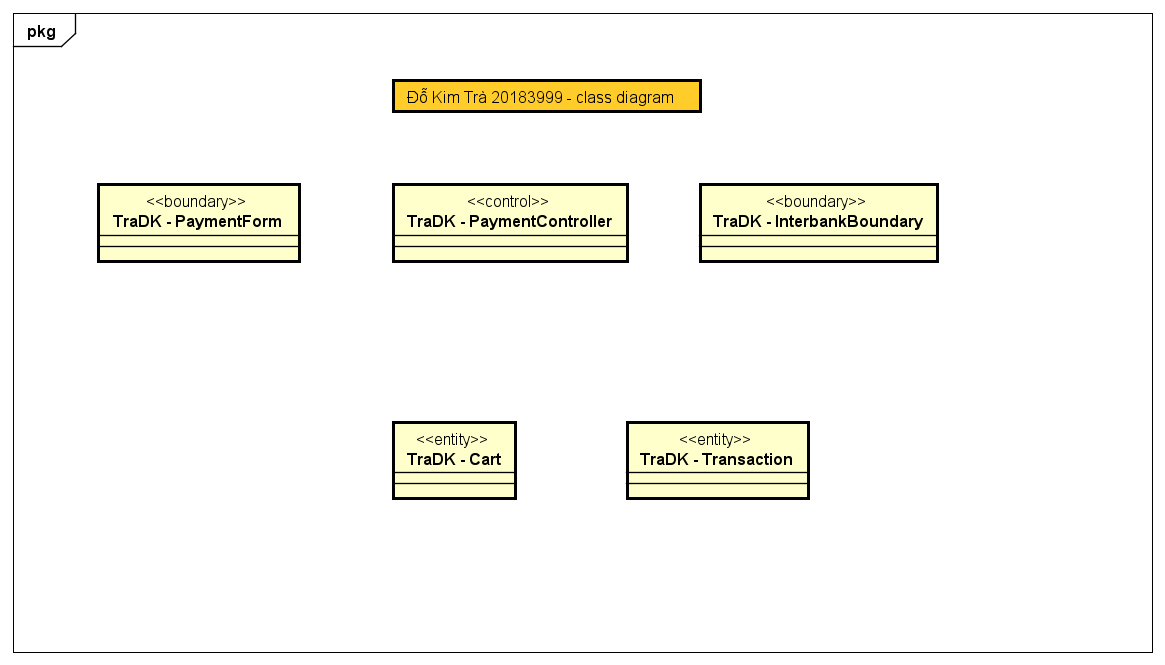 pkg
Đỗ Kim Trà 20183999 - class diagram
<<boundary>>
TraDK - PaymentForm
<<control>>
TraDK - PaymentController
<<boundary>>
TraDK - InterbankBoundary
<<entity>>
TraDK - Cart
<<entity>>
TraDK - Transaction